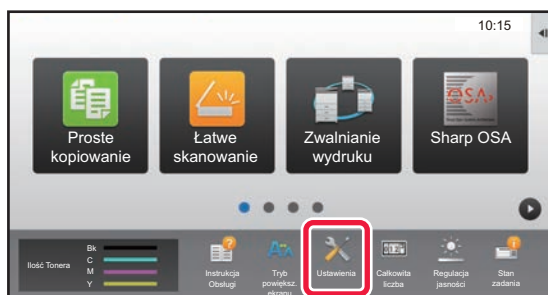 10:15
Proste
kopiowanie
Łatwe
skanowanie
Zwalnianie
wydruku
OSA
Sharp OSA
Ilość Tonera
Bk
C
M
Y
Instrukcja
Obsługi
Tryb
powiększ.
ekranu
Ustawienia
Całkowita
liczba
Regulacja
jasności
Stan
zadania